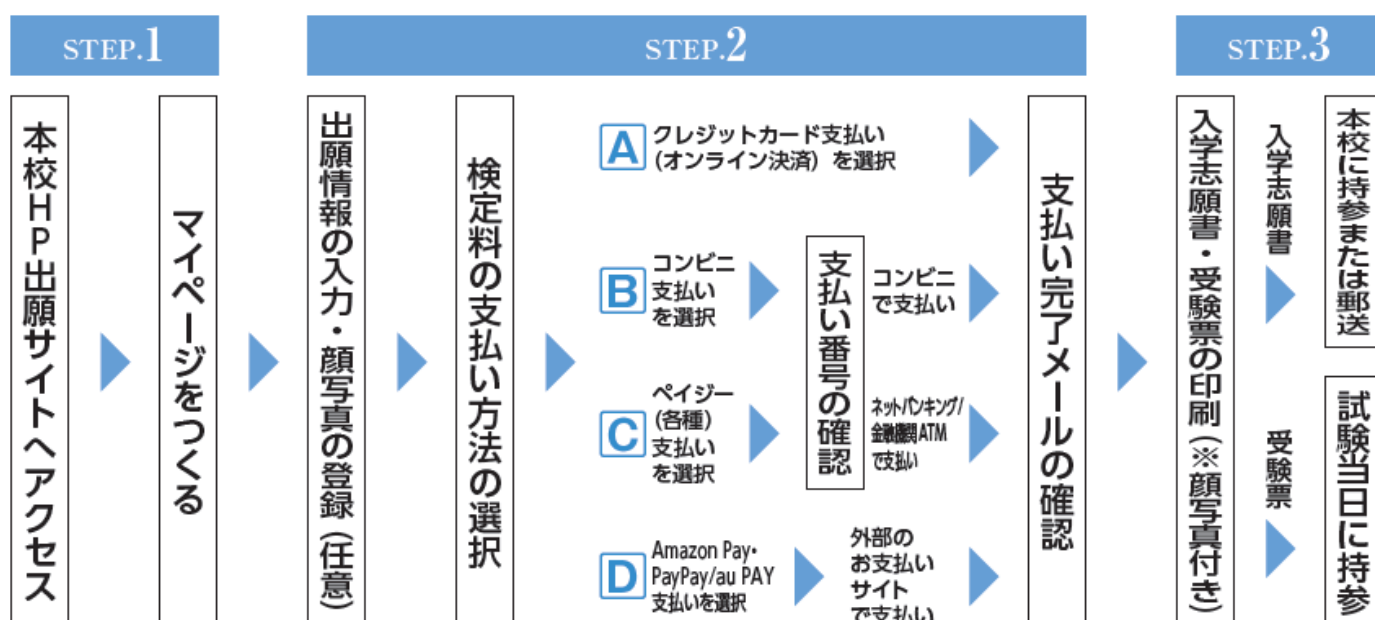 STEP.1
本校HP出願サイトへアクセス
マイページをつくる
STEP.2
出願情報の入力・顔写真の登録(任意)
検定料の支払い方法の選択
A
クレジットカード支払い
(オンライン決済)を選択
B
コンビニ
支払い
を選択
C
ペイジー
(各種)
支払い
を選択
支払い番号の確認
コンビニ
で支払い
ネットバンキング/
金融機関ATM
で支払い
D
Amazon Pay・
PayPay/au PAY
支払いを選択
外部の
お支払い
サイト
で支払い
支払い完了メールの確認
STEP.3
入学志願書・受験票の印刷(※顔写真付き)
入学志願書
本校に持参または郵送
受験票
試験当日に持参